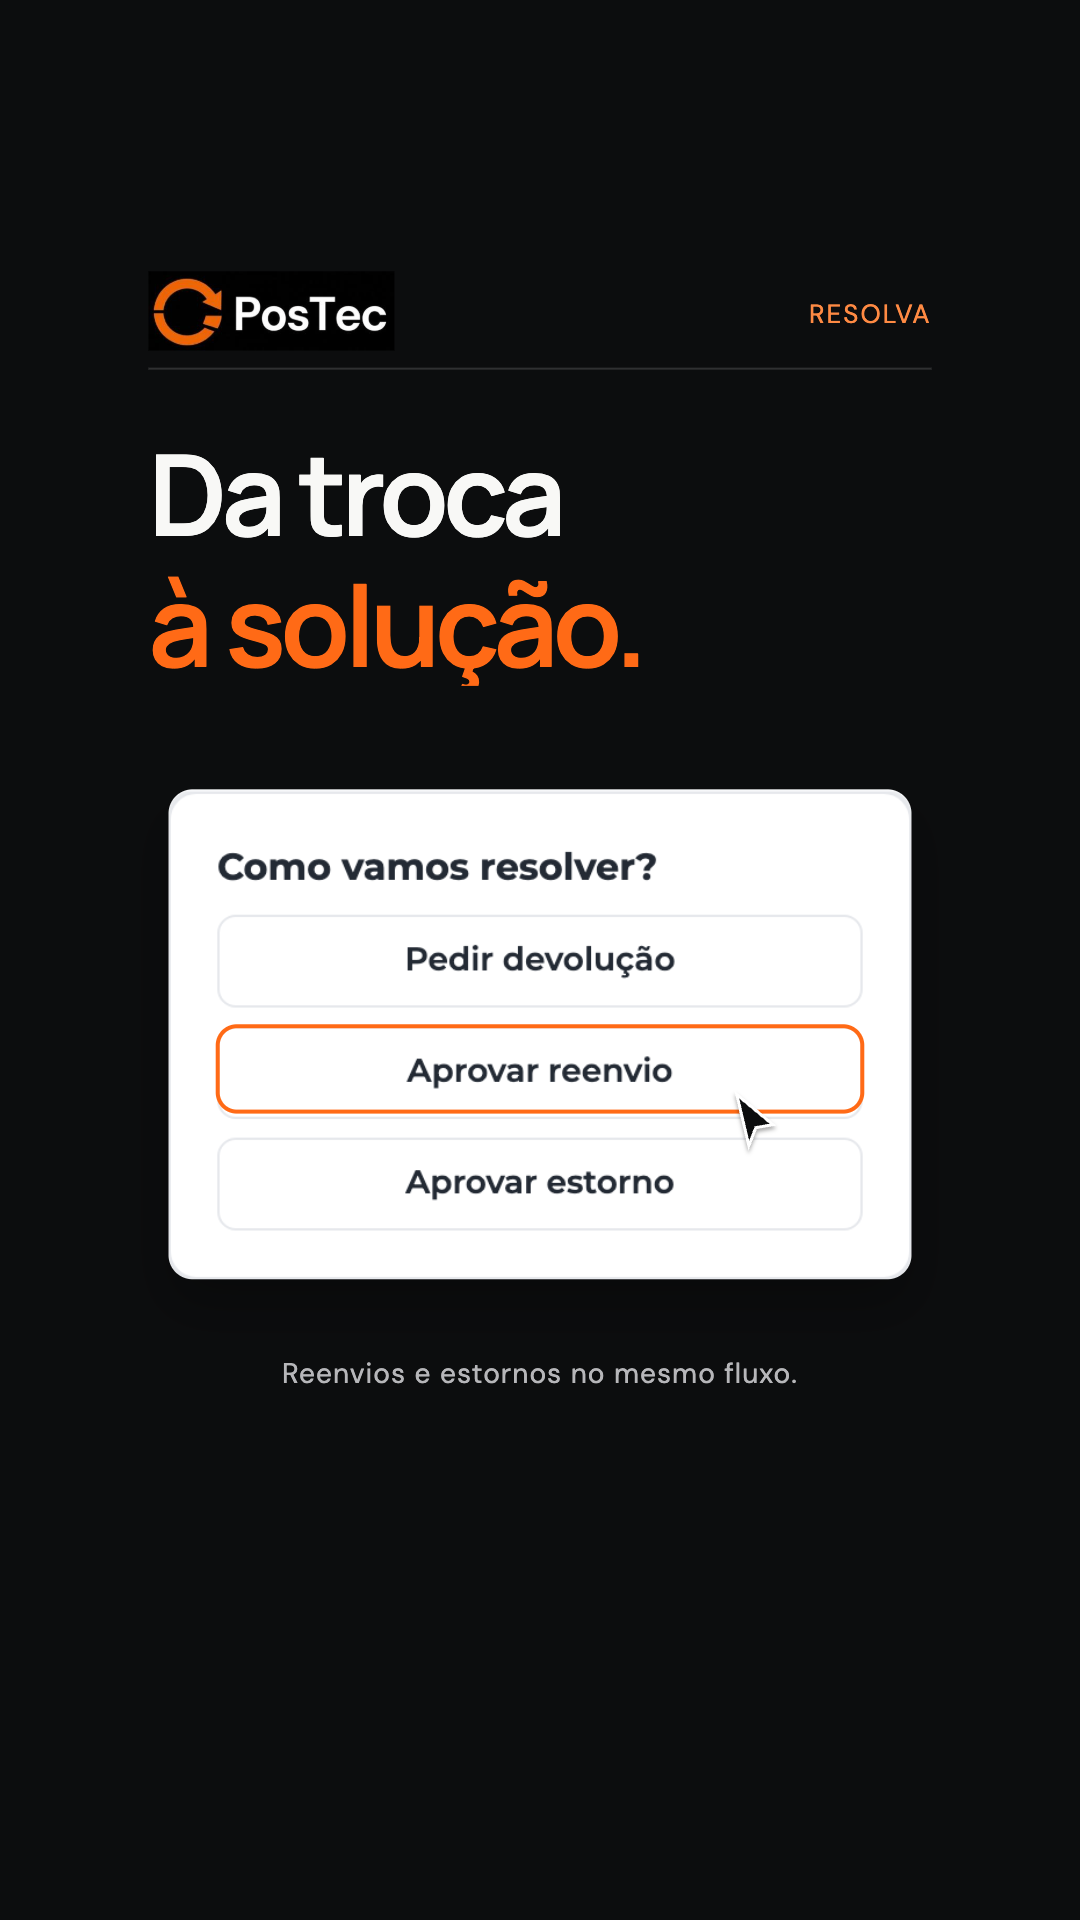 PosTec
RESOLVA
Da troca
à solução.
Como vamos resolver?
Pedir devolução
Aprovar reenvio
Aprovar estorno
Reenvios e estornos no mesmo fluxo.